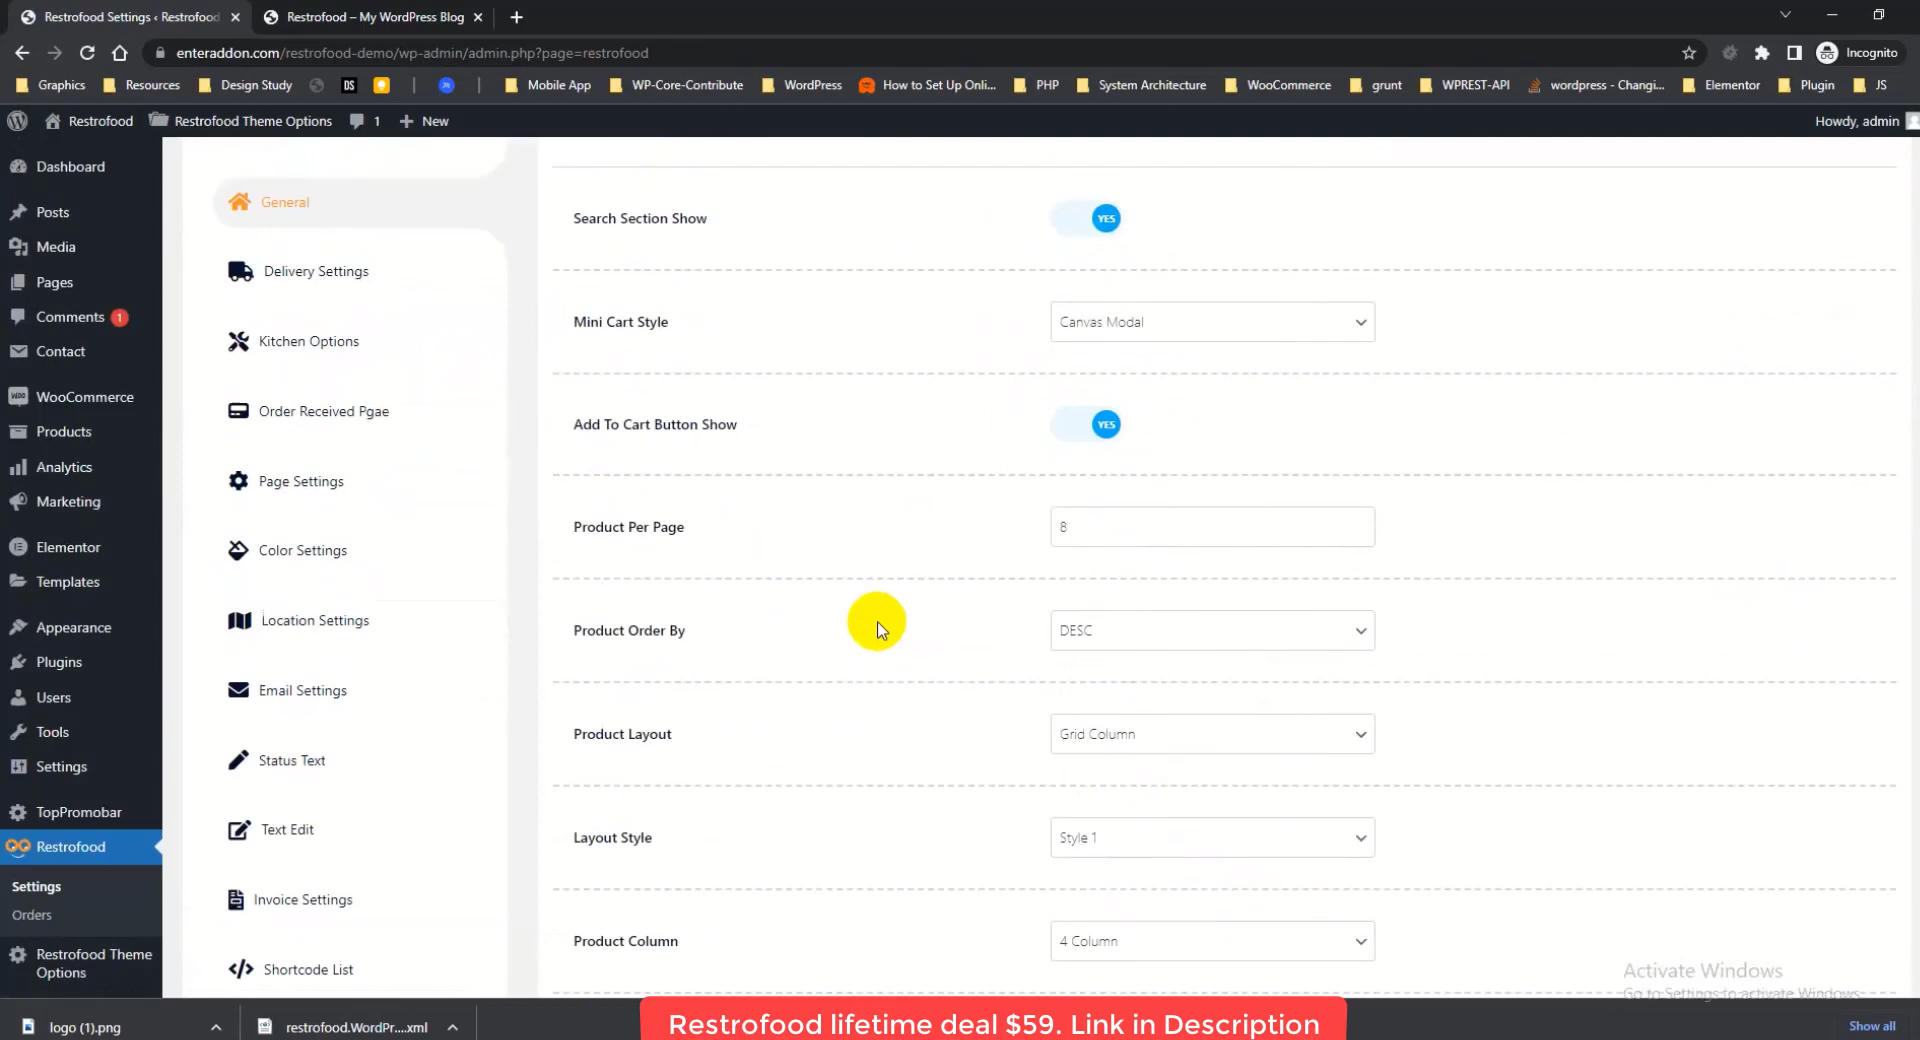 Restrofood Settings ‹ Restrofood
Restrofood – My WordPress Blog
enteraddon.com/restrofood-demo/wp-admin/admin.php?page=restrofood
Incognito
Graphics
Resources
Design Study
DS
Mobile App
WP-Core-Contribute
WordPress
How to Set Up Onli...
PHP
System Architecture
WooCommerce
grunt
WPREST-API
wordpress - Changi...
Elementor
Plugin
JS
Restrofood
Restrofood Theme Options
1
New
Howdy, admin
Dashboard
Posts
Media
Pages
Comments 1
Contact
WooCommerce
Products
Analytics
Marketing
Elementor
Templates
Appearance
Plugins
Users
Tools
Settings
TopPromobar
Restrofood
Settings
Orders
Restrofood Theme
Options
General
Delivery Settings
Kitchen Options
Order Received Pgae
Page Settings
Color Settings
Location Settings
Email Settings
Status Text
Text Edit
Invoice Settings
Shortcode List
Search Section Show YES
Mini Cart Style Canvas Modal
Add To Cart Button Show YES
Product Per Page 8
Product Order By DESC
Product Layout Grid Column
Layout Style Style 1
Product Column 4 Column
Activate Windows
Go to Settings to activate Windows.
logo (1).png
restrofood.WordPr....xml
Restrofood lifetime deal $59. Link in Description
Show all